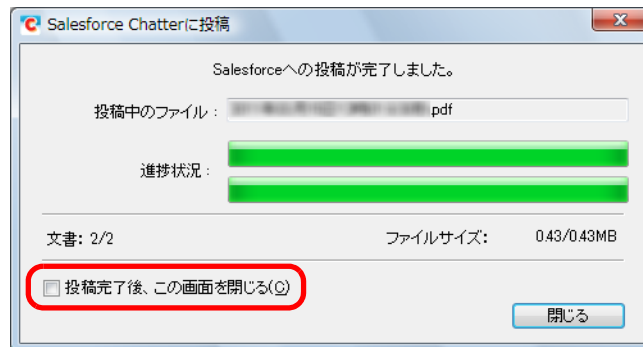 Salesforce Chatterに投稿
Salesforceへの投稿が完了しました。
投稿中のファイル: .pdf
進捗状況:
文書: 2/2 ファイルサイズ: 0.43/0.43MB
投稿完了後、この画面を閉じる(C)
閉じる